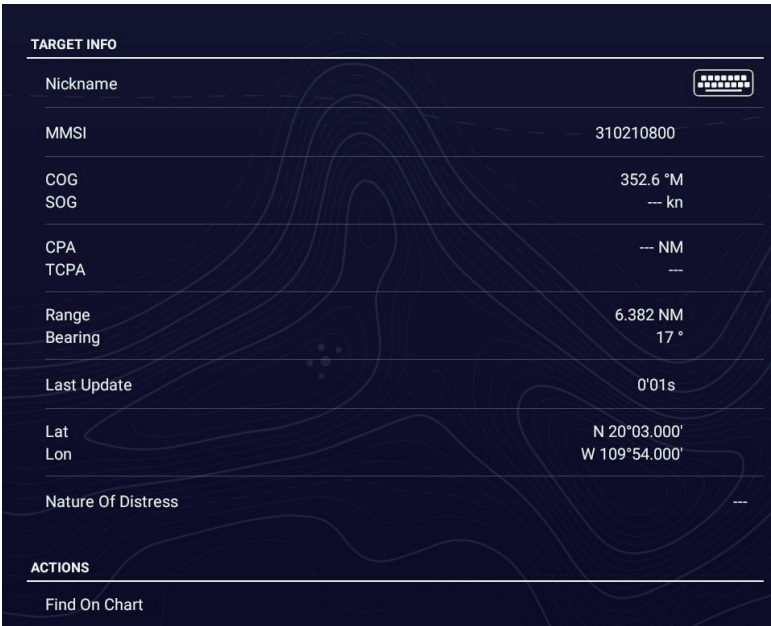 TARGET INFO
Nickname
MMSI 310210800
COG 352.6 °M
SOG --- kn
CPA --- NM
TCPA ---
Range 6.382 NM
Bearing 17 °
Last Update 0'01s
Lat N 20°03.000'
Lon W 109°54.000'
Nature Of Distress ---
ACTIONS
Find On Chart